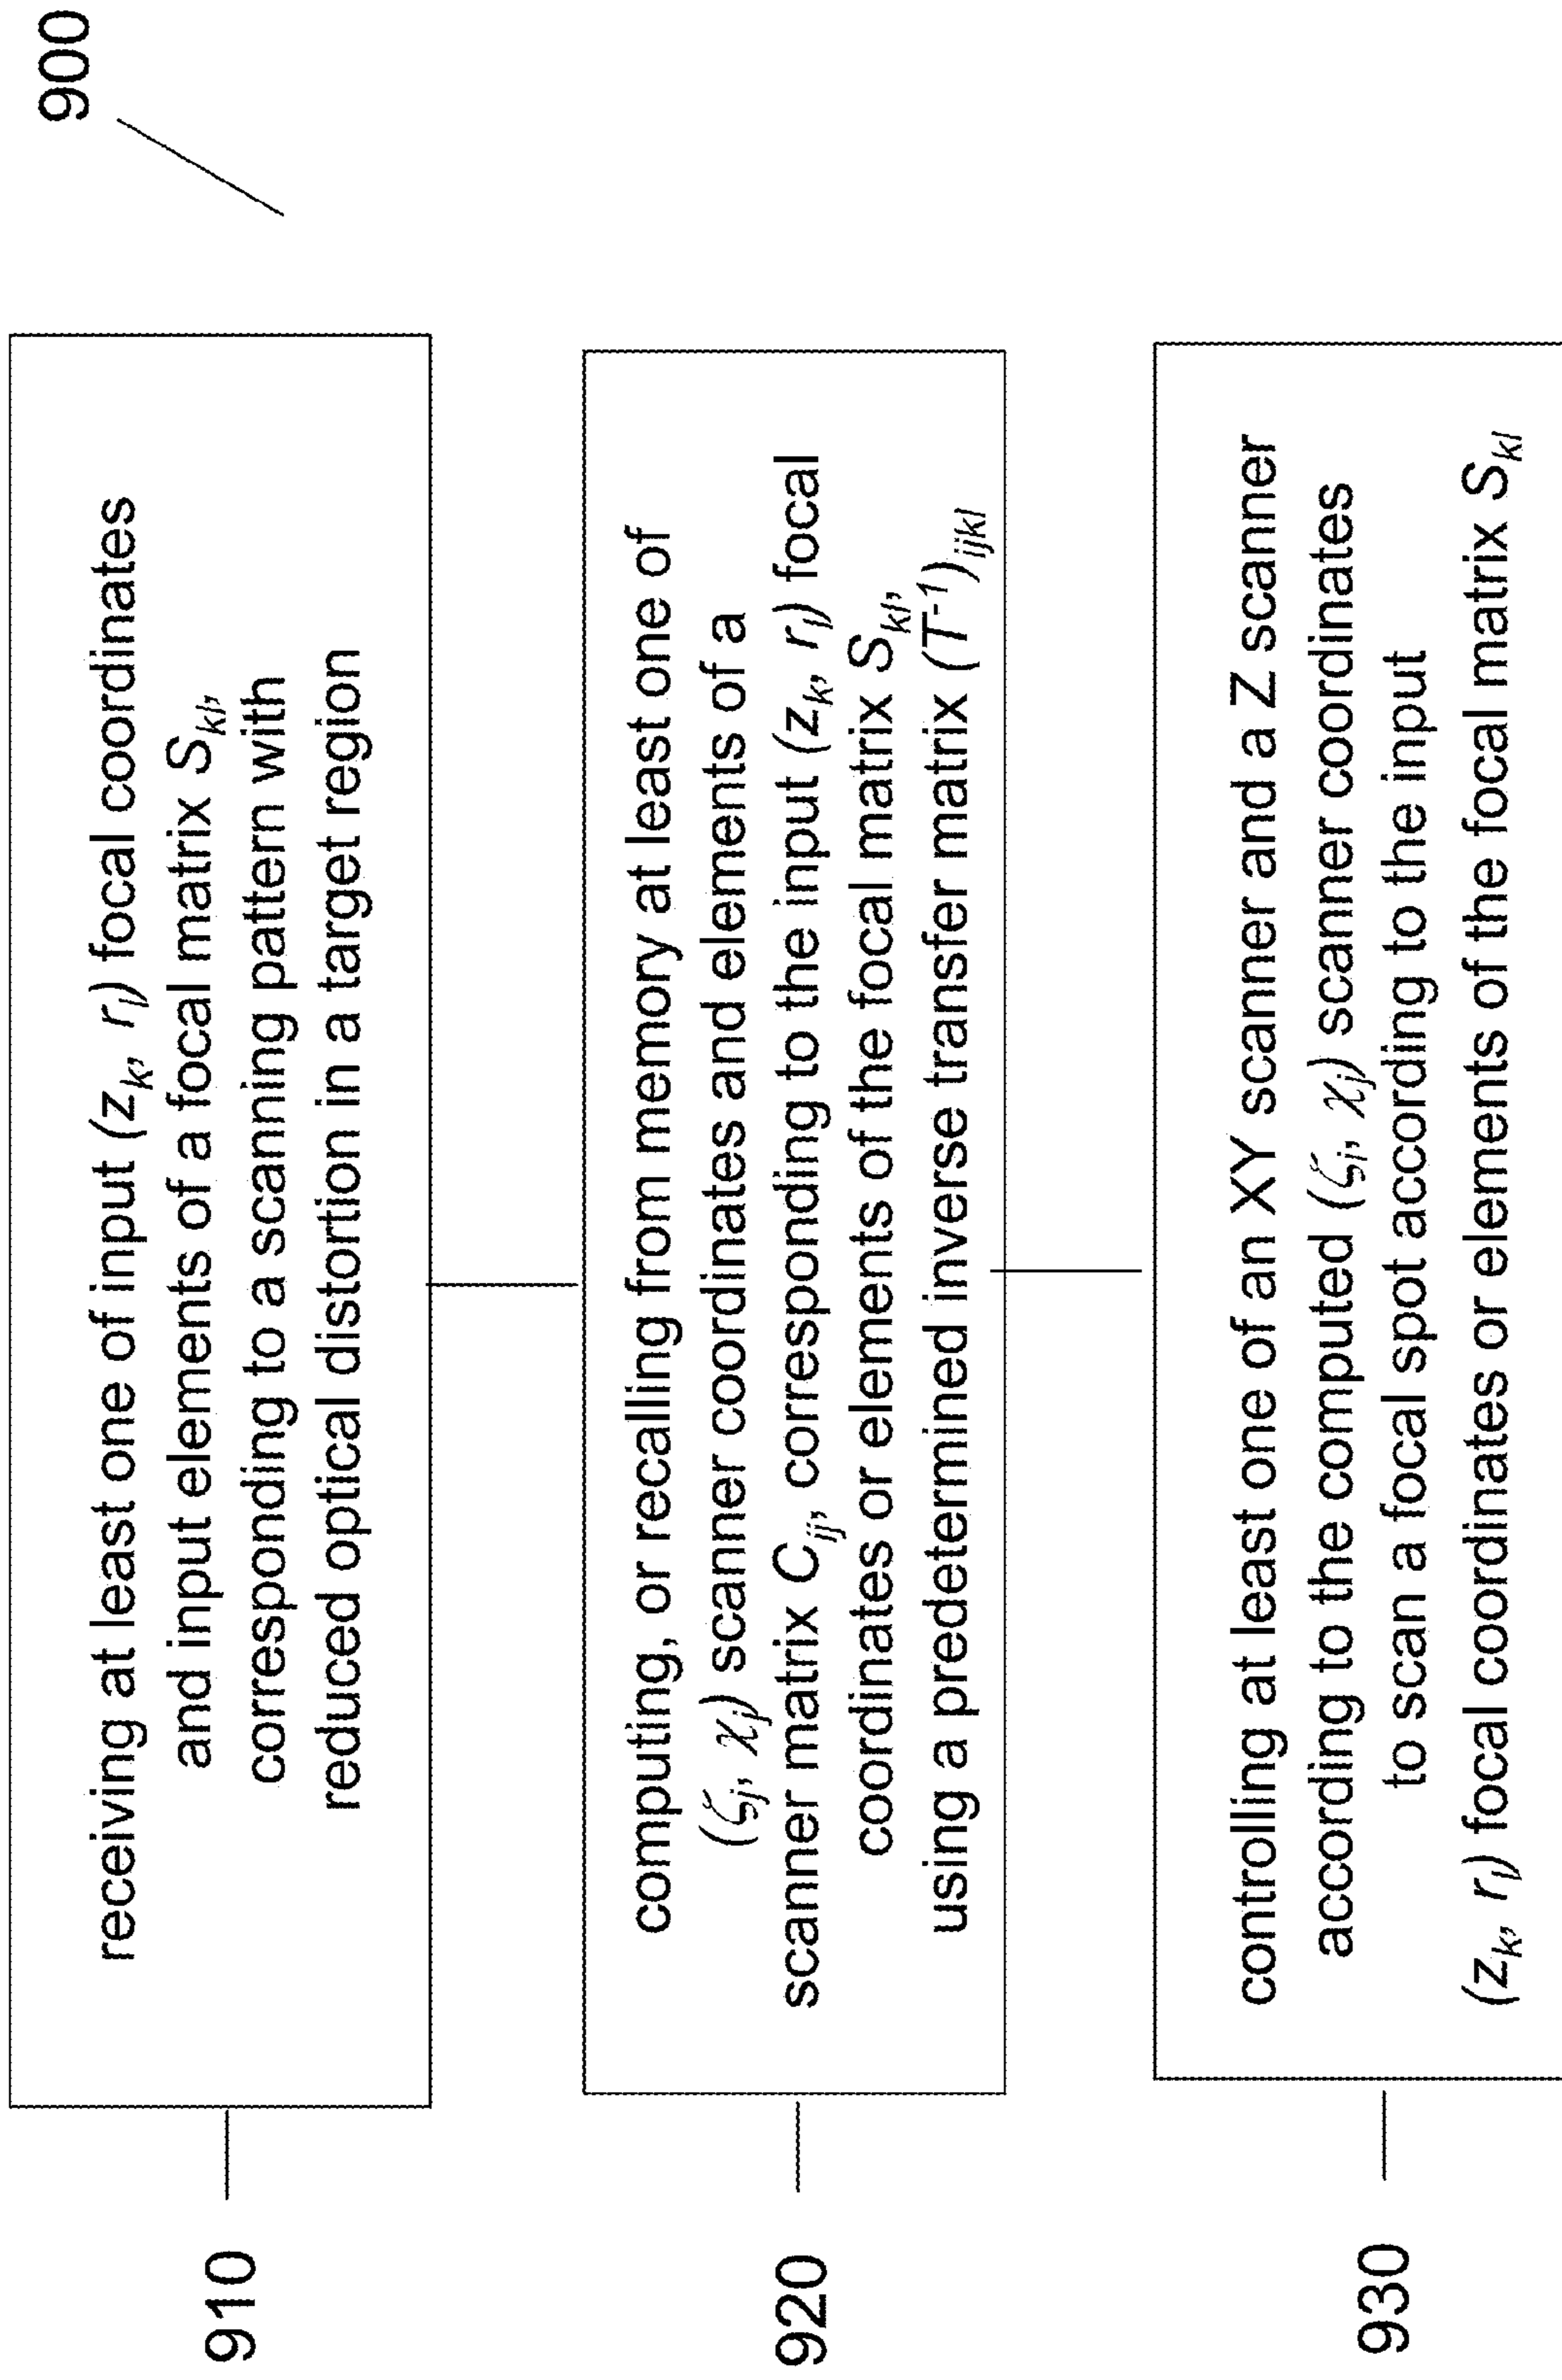 900
910
receiving at least one of input (z_k, r_l) focal coordinates
and input elements of a focal matrix S_kl,
corresponding to a scanning pattern with
reduced optical distortion in a target region
920
computing, or recalling from memory at least one of
(ζ_j, χ_j) scanner coordinates and elements of a
scanner matrix C_ij, corresponding to the input (z_k, r_l) focal
coordinates or elements of the focal matrix S_kl,
using a predetermined inverse transfer matrix (T^-1)_ijkl
930
controlling at least one of an XY scanner and a Z scanner
according to the computed (ζ_i, χ_j) scanner coordinates
to scan a focal spot according to the input
(z_k, r_l) focal coordinates or elements of the focal matrix S_kl